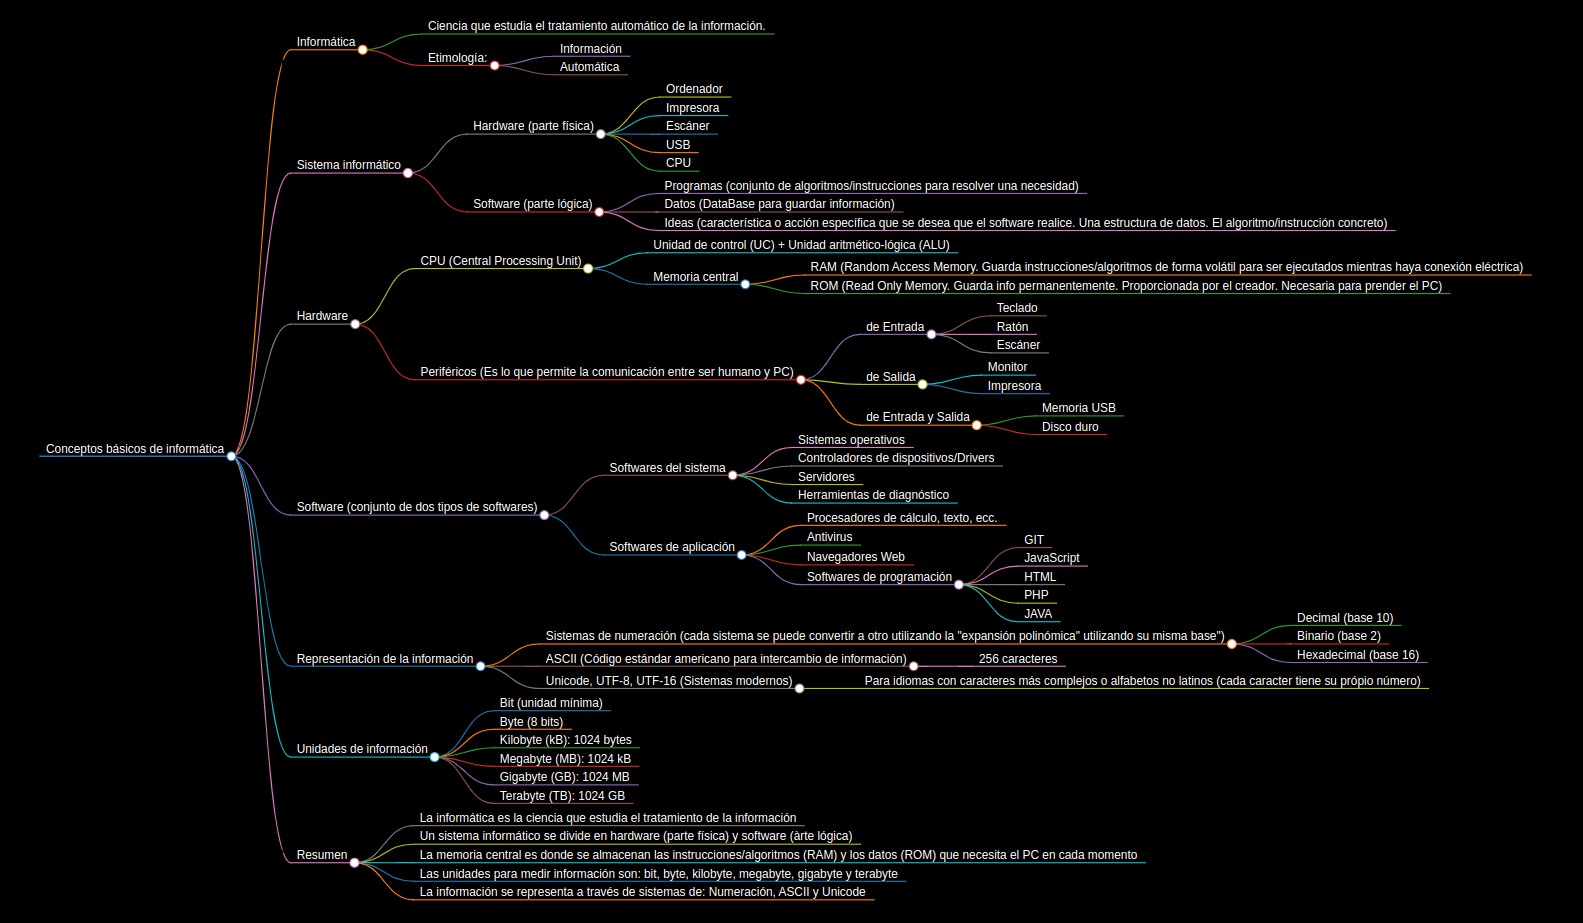 Ciencia que estudia el tratamiento automático de la información.
Informática
Etimología:
Información
Automática
Ordenador
Impresora
Hardware (parte física)
Escáner
USB
CPU
Sistema informático
Programas (conjunto de algoritmos/instrucciones para resolver una necesidad)
Software (parte lógica)
Datos (DataBase para guardar información)
Ideas (característica o acción específica que se desea que el software realice. Una estructura de datos. El algoritmo/instrucción concreto)
Unidad de control (UC) + Unidad aritmético-lógica (ALU)
CPU (Central Processing Unit)
Memoria central
RAM (Random Access Memory. Guarda instrucciones/algoritmos de forma volátil para ser ejecutados mientras haya conexión eléctrica)
ROM (Read Only Memory. Guarda info permanentemente. Proporcionada por el creador. Necesaria para prender el PC)
Hardware
Teclado
de Entrada
Ratón
Escáner
Periféricos (Es lo que permite la comunicación entre ser humano y PC)
de Salida
Monitor
Impresora
de Entrada y Salida
Memoria USB
Disco duro
Conceptos básicos de informática
Sistemas operativos
Softwares del sistema
Controladores de dispositivos/Drivers
Servidores
Herramientas de diagnóstico
Software (conjunto de dos tipos de softwares)
Procesadores de cálculo, texto, ecc.
Antivirus
Softwares de aplicación
Navegadores Web
Softwares de programación
GIT
JavaScript
HTML
PHP
JAVA
Sistemas de numeración (cada sistema se puede convertir a otro utilizando la "expansión polinómica" utilizando su misma base")
Decimal (base 10)
Binario (base 2)
Hexadecimal (base 16)
Representación de la información
ASCII (Código estándar americano para intercambio de información)
256 caracteres
Unicode, UTF-8, UTF-16 (Sistemas modernos)
Para idiomas con caracteres más complejos o alfabetos no latinos (cada caracter tiene su própio número)
Bit (unidad mínima)
Byte (8 bits)
Kilobyte (kB): 1024 bytes
Unidades de información
Megabyte (MB): 1024 kB
Gigabyte (GB): 1024 MB
Terabyte (TB): 1024 GB
La informática es la ciencia que estudia el tratamiento de la información
Un sistema informático se divide en hardware (parte física) y software (àrte lógica)
Resumen
La memoria central es donde se almacenan las instrucciones/algoritmos (RAM) y los datos (ROM) que necesita el PC en cada momento
Las unidades para medir información son: bit, byte, kilobyte, megabyte, gigabyte y terabyte
La información se representa a través de sistemas de: Numeración, ASCII y Unicode